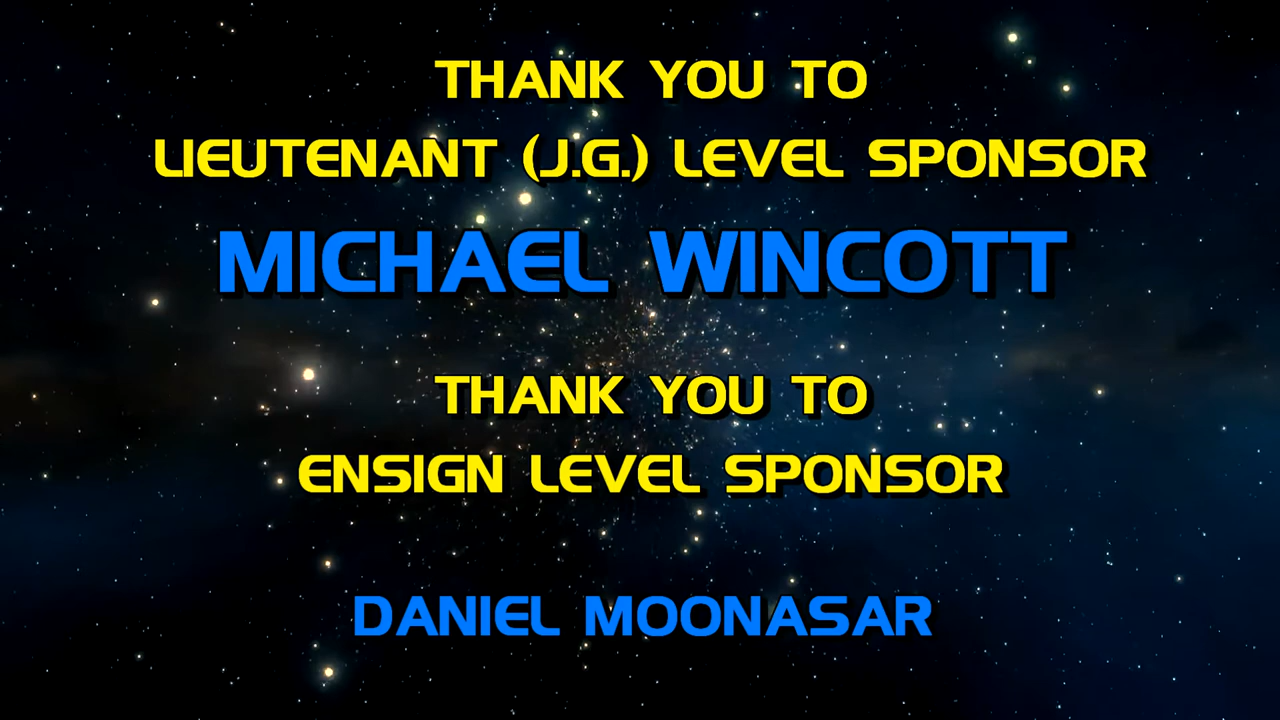 THANK YOU TO
LIEUTENANT (J.G.) LEVEL SPONSOR
MICHAEL WINCOTT
THANK YOU TO
ENSIGN LEVEL SPONSOR
DANIEL MOONASAR